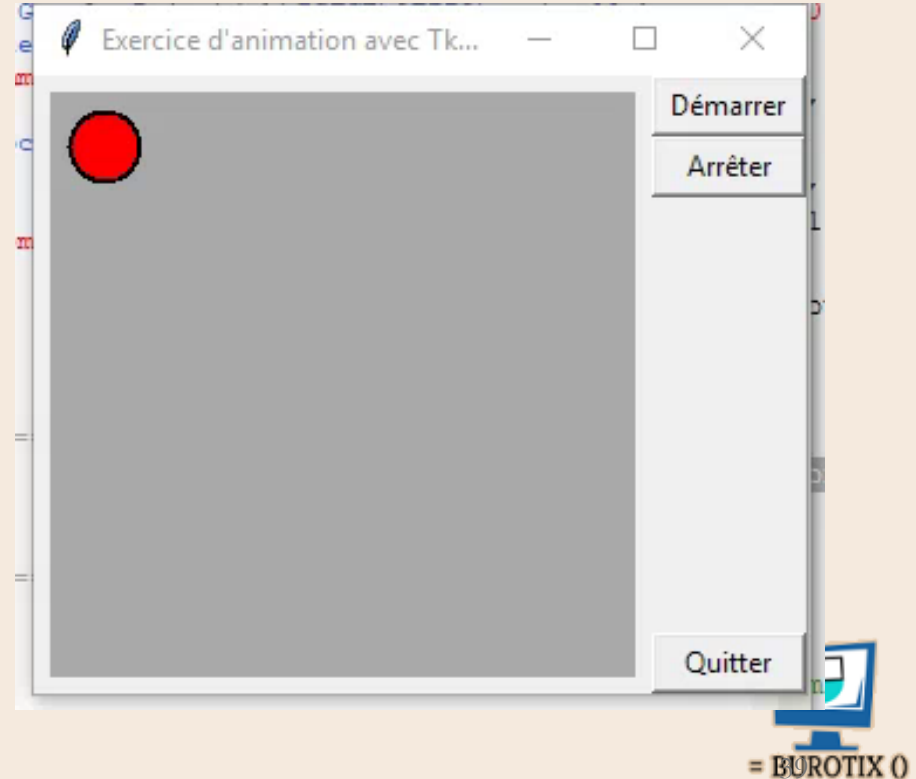 Exercice d'animation avec Tk...
Démarrer
Arrêter
Quitter
= BUROTIX ()